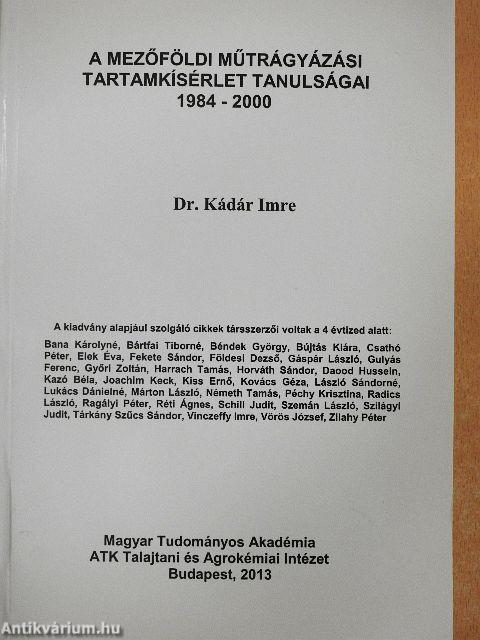 A MEZŐFÖLDI MŰTRÁGYÁZÁSI
TARTAMKÍSÉRLET TANULSÁGAI
1984 - 2000
Dr. Kádár Imre
A kiadvány alapjául szolgáló cikkek társszerzői voltak a 4 évtized alatt:
Bana Károlyné, Bártfai Tiborné, Béndek György, Bújtás Klára, Csathó
Péter, Elek Éva, Fekete Sándor, Földesi Dezső, Gáspár László, Gulyás
Ferenc, Győri Zoltán, Harrach Tamás, Horváth Sándor, Daood Hussein,
Kazó Béla, Joachim Keck, Kiss Ernő, Kovács Géza, László Sándorné,
Lukács Dánielné, Márton László, Németh Tamás, Péchy Krisztina, Radics
László, Ragályi Péter, Réti Ágnes, Schill Judit, Szemán László, Szilágyi
Judit, Tárkány Szűcs Sándor, Vinczeffy Imre, Vörös József, Zilahy Péter
Magyar Tudományos Akadémia
ATK Talajtani és Agrokémiai Intézet
Budapest, 2013
Antikvárium.hu